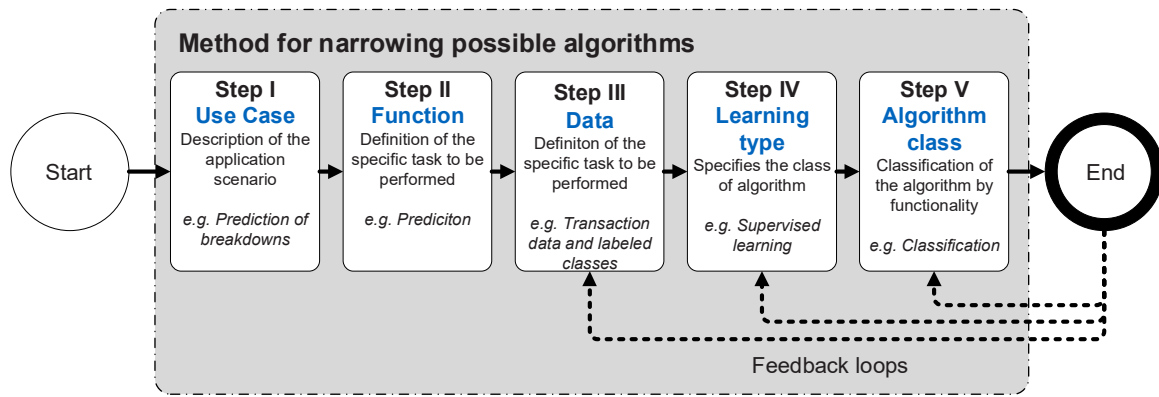 Method for narrowing possible algorithms
Start
Step I
Use Case
Description of the
application
scenario
e.g. Prediction of
breakdowns
Step II
Function
Definition of the
specific task to be
performed
e.g. Prediciton
Step III
Data
Definiton of the
specific task to be
performed
e.g. Transaction
data and labeled
classes
Step IV
Learning
type
Specifies the class
of algorithm
e.g. Supervised
learning
Step V
Algorithm
class
Classification of
the algorithm by
functionality
e.g. Classification
End
Feedback loops